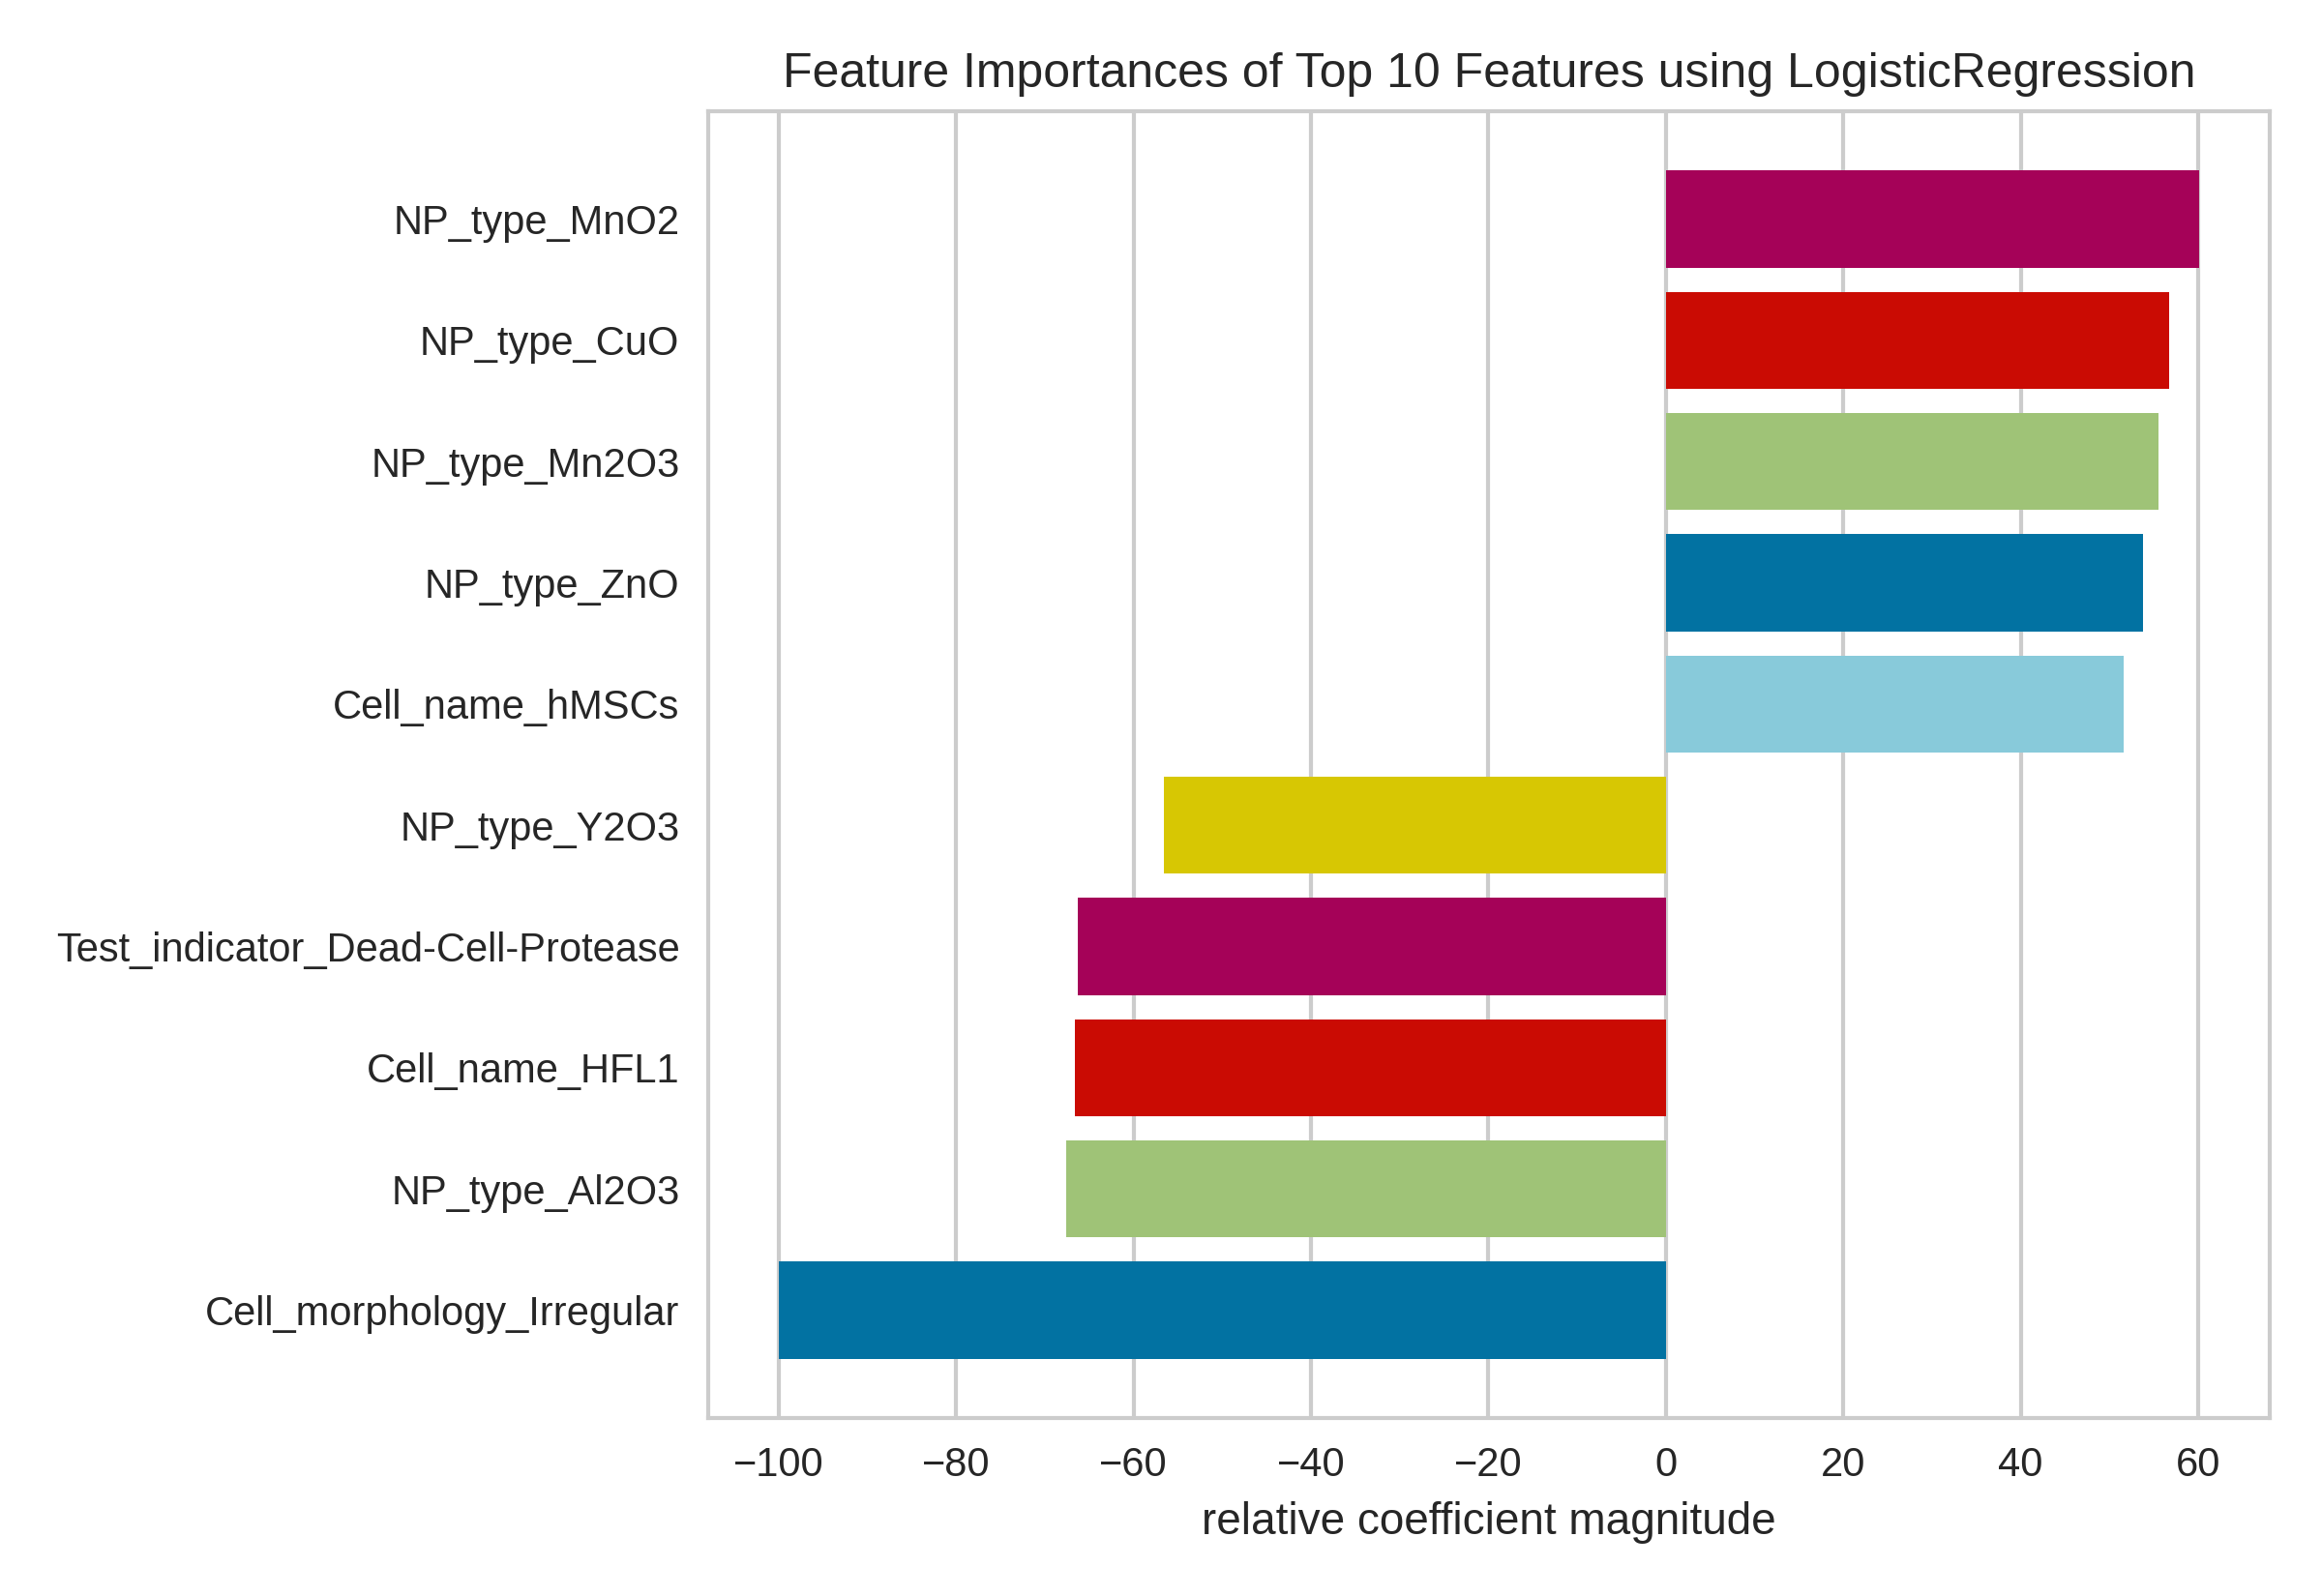 Feature Importances of Top 10 Features using LogisticRegression
NP_type_MnO2
NP_type_CuO
NP_type_Mn2O3
NP_type_ZnO
Cell_name_hMSCs
NP_type_Y2O3
Test_indicator_Dead-Cell-Protease
Cell_name_HFL1
NP_type_Al2O3
Cell_morphology_Irregular
−100 −80 −60 −40 −20 0 20 40 60
relative coefficient magnitude